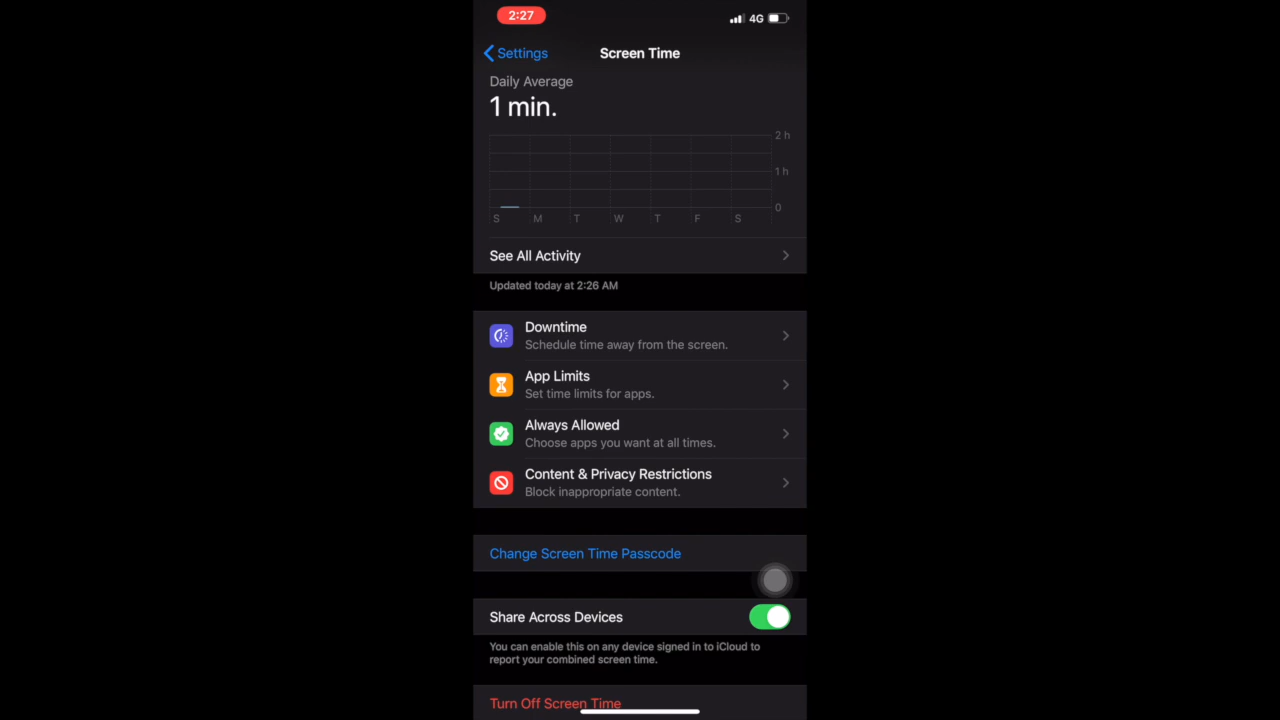 2:27
4G
Settings
Screen Time
Daily Average
1 min.
2 h
1 h
0
S M T W T F S
See All Activity
Updated today at 2:26 AM
Downtime
Schedule time away from the screen.
App Limits
Set time limits for apps.
Always Allowed
Choose apps you want at all times.
Content & Privacy Restrictions
Block inappropriate content.
Change Screen Time Passcode
Share Across Devices
You can enable this on any device signed in to iCloud to
report your combined screen time.
Turn Off Screen Time